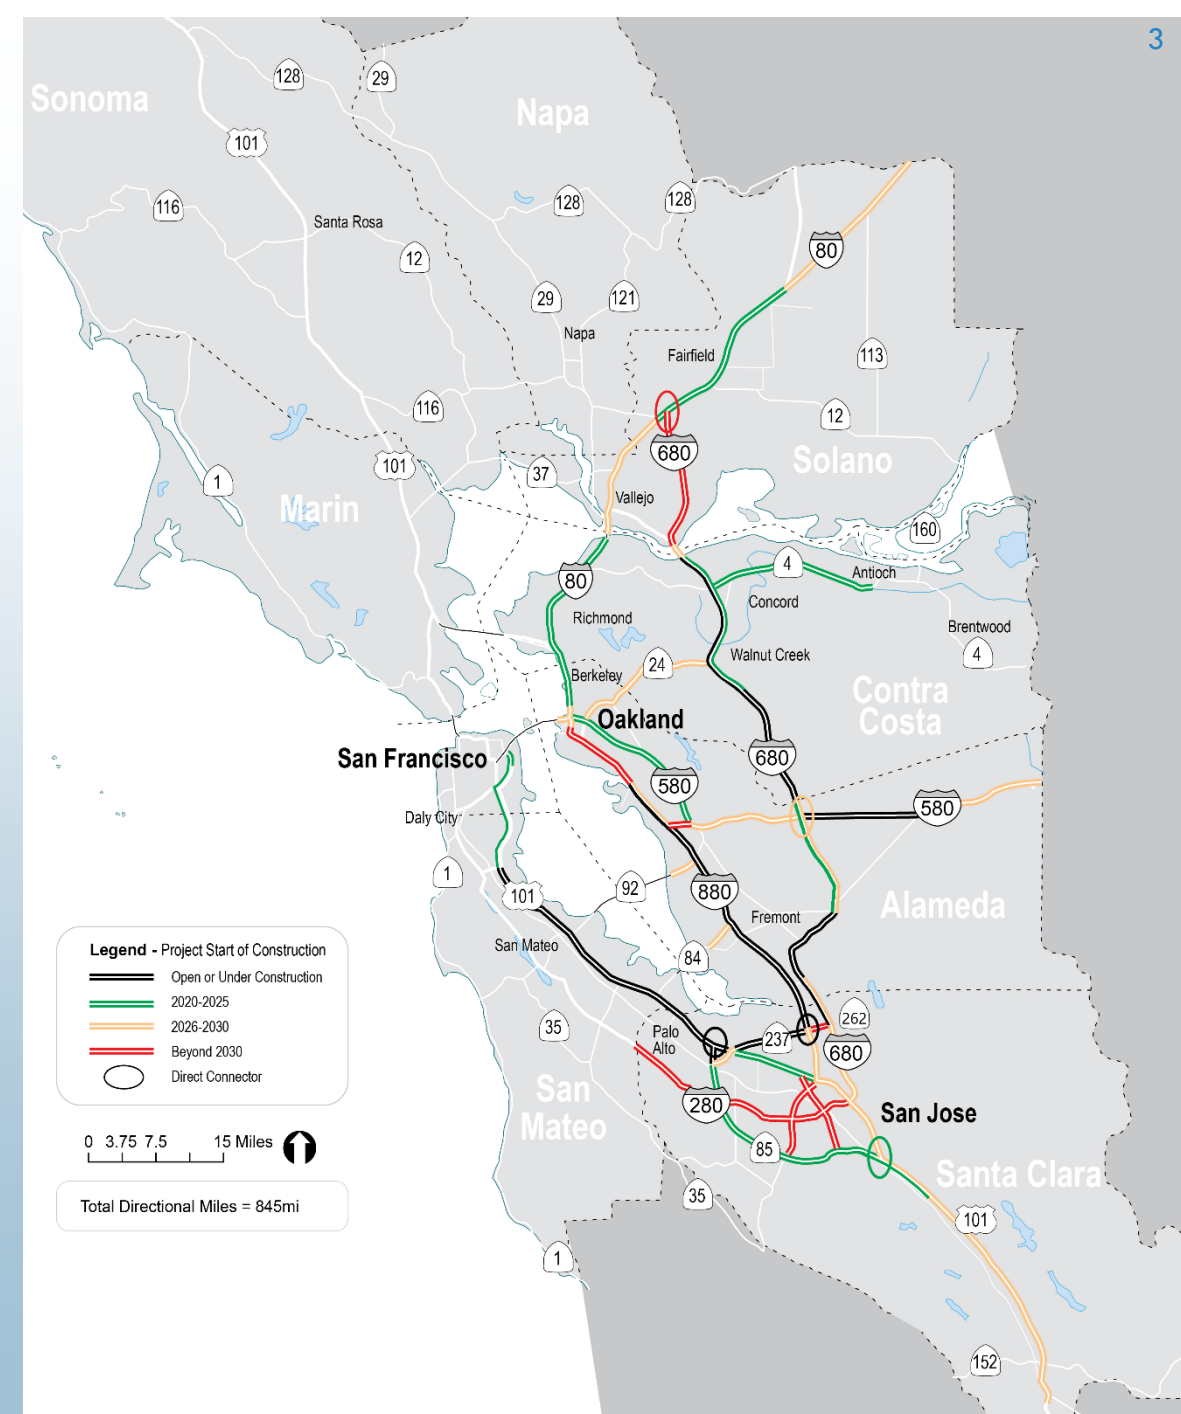 3
128
29
Sonoma
Napa
101
116
128
128
Santa Rosa
12
80
29
121
Napa
Fairfield
113
116
12
680
Solano
101
37
1
Vallejo
Marin
160
4
Antioch
80
Concord
Richmond
Brentwood
Walnut Creek
4
24
Berkeley
Contra
Costa
Oakland
San Francisco
680
580
580
Daly City
1
92
880
101
Alameda
Fremont
San Mateo
84
Legend - Project Start of Construction
Open or Under Construction
2020-2025
2026-2030
Beyond 2030
Direct Connector
262
35
Palo
Alto
237
680
San
Mateo
280
San Jose
0 3.75 7.5 15 Miles
85
Santa Clara
35
Total Directional Miles = 845mi
101
1
152